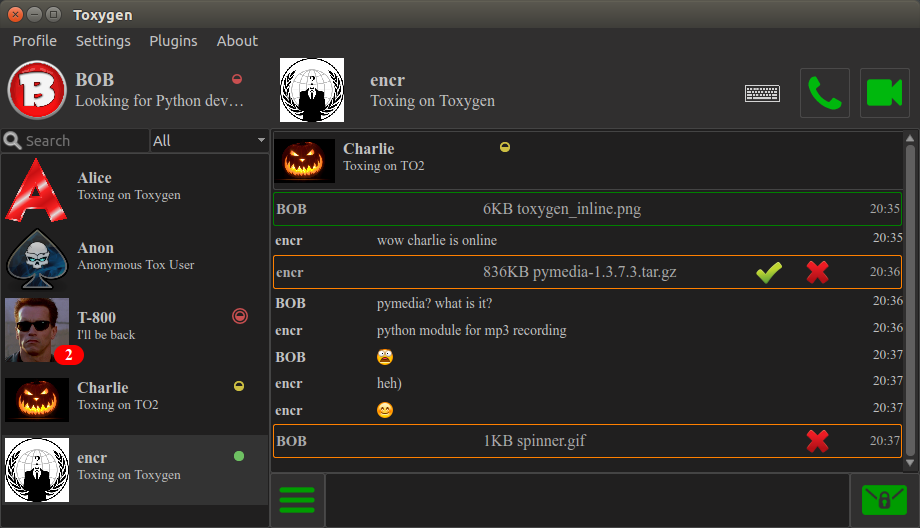 Toxygen
Profile Settings Plugins About
BOB
Looking for Python dev…
encr
Toxing on Toxygen
Search
All
Alice
Toxing on Toxygen
Anon
Anonymous Tox User
T-800
I'll be back
2
Charlie
Toxing on TO2
encr
Toxing on Toxygen
Charlie
Toxing on TO2
BOB 6KB toxygen_inline.png 20:35
encr wow charlie is online 20:35
encr 836KB pymedia-1.3.7.3.tar.gz 20:36
BOB pymedia? what is it? 20:36
encr python module for mp3 recording 20:36
BOB 20:37
encr heh) 20:37
encr 20:37
BOB 1KB spinner.gif 20:37